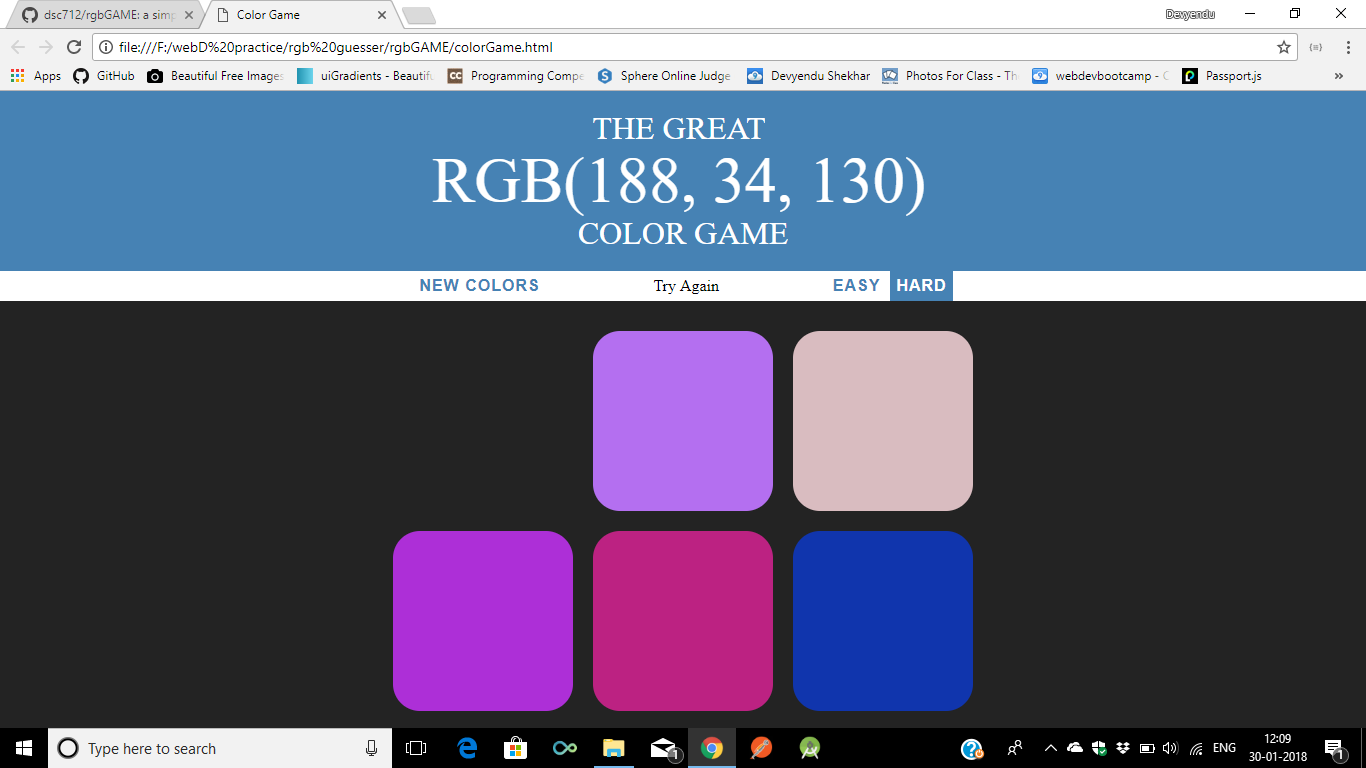 dsc712/rgbGAME: a simp
Color Game
Devyendu
file:///F:/webD%20practice/rgb%20guesser/rgbGAME/colorGame.html
Apps GitHub Beautiful Free Images uiGradients - Beautifu Programming Compe Sphere Online Judge Devyendu Shekhar Photos For Class - Th webdevbootcamp - C Passport.js »
THE GREAT
RGB(188, 34, 130)
COLOR GAME
NEW COLORS Try Again EASY HARD
Type here to search
1
ENG
12:09
30-01-2018
1